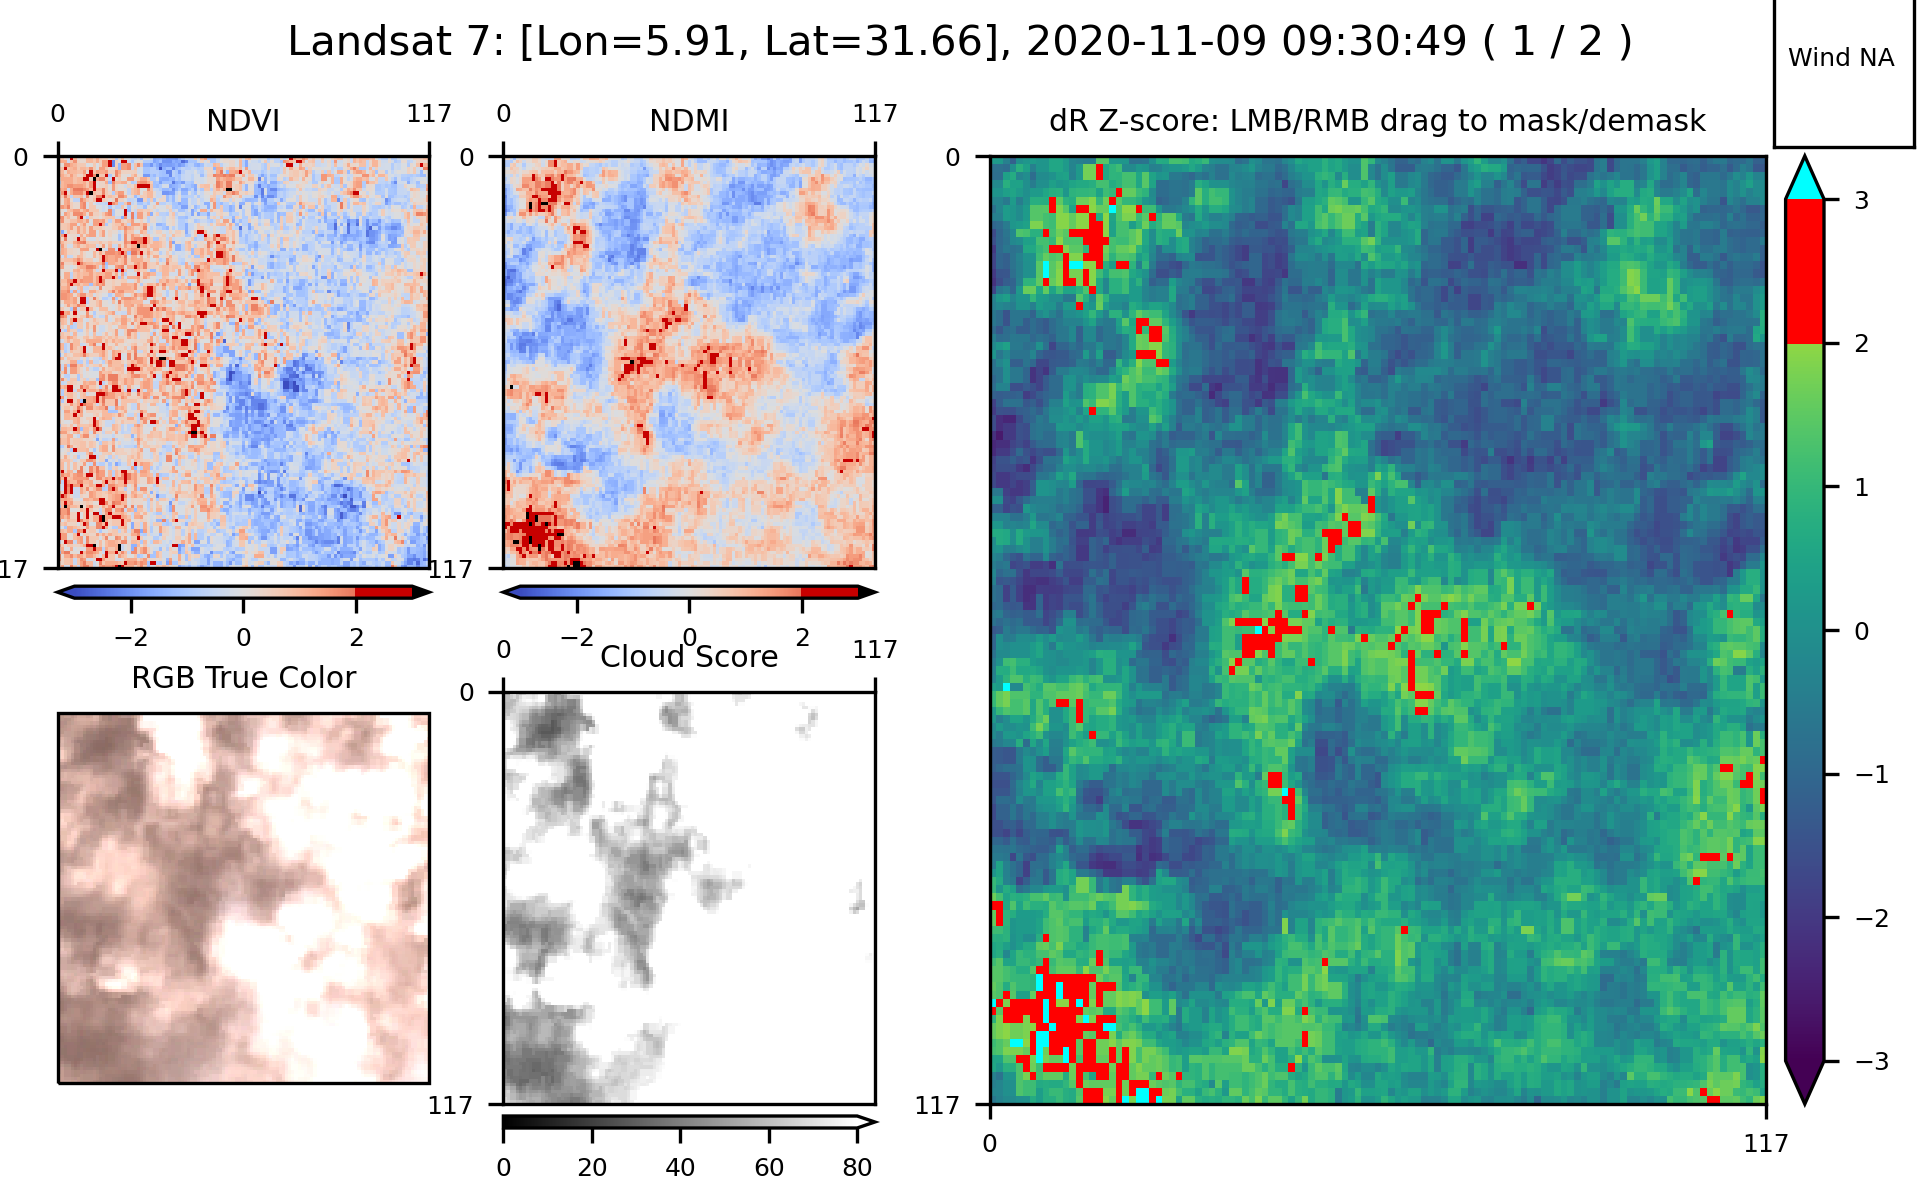 Landsat 7: [Lon=5.91, Lat=31.66], 2020-11-09 09:30:49 ( 1 / 2 )
Wind NA
0 117
NDVI
0
17
−2 0 2
0 117
NDMI
0
117
−2 0 2
dR Z-score: LMB/RMB drag to mask/demask
0
117
0 117
3
2
1
0
−1
−2
−3
RGB True Color
0 117
Cloud Score
0
117
0 20 40 60 80